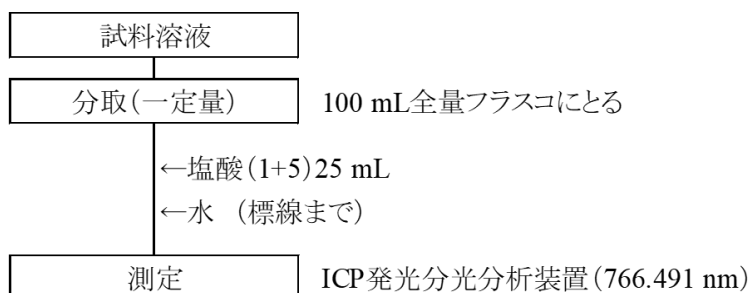 試料溶液
分取（一定量） 100 mL全量フラスコにとる
←塩酸（1+5）25 mL
←水 （標線まで）
測定 ICP発光分光分析装置（766.491 nm）